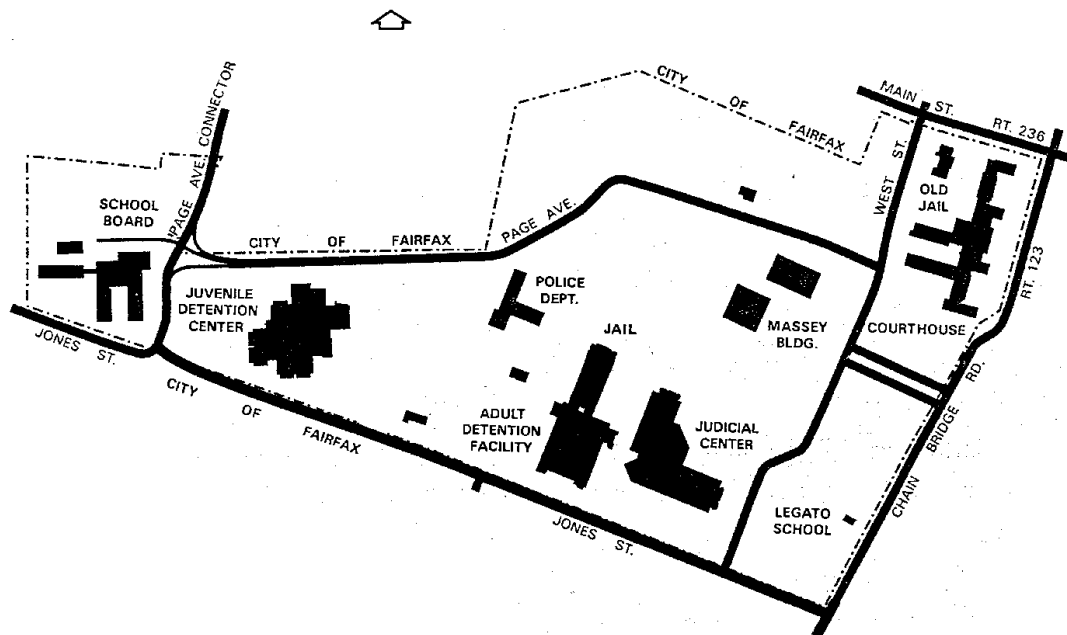 CITY OF FAIRFAX
MAIN ST. RT. 236
PAGE AVE. CONNECTOR
WEST ST.
OLD
JAIL
SCHOOL
BOARD
PAGE AVE.
CITY OF FAIRFAX
RT. 123
JUVENILE
DETENTION
CENTER
POLICE
DEPT.
JAIL
MASSEY
BLDG.
COURTHOUSE
JONES ST.
CITY OF FAIRFAX
ADULT
DETENTION
FACILITY
JUDICIAL
CENTER
CHAIN BRIDGE RD.
LEGATO
SCHOOL
JONES ST.